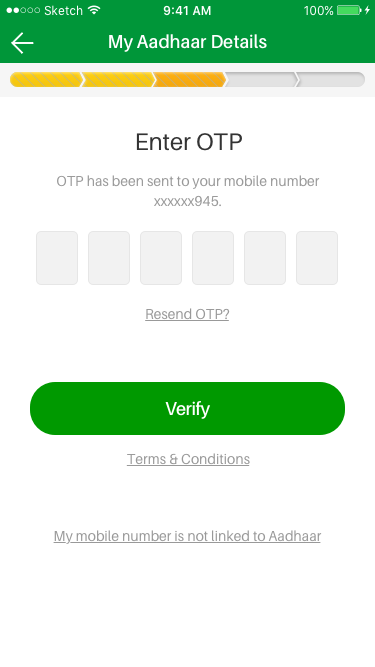 Sketch 9:41 AM 100%
My Aadhaar Details
Enter OTP
OTP has been sent to your mobile number
xxxxxx945.
Resend OTP?
Verify
Terms & Conditions
My mobile number is not linked to Aadhaar